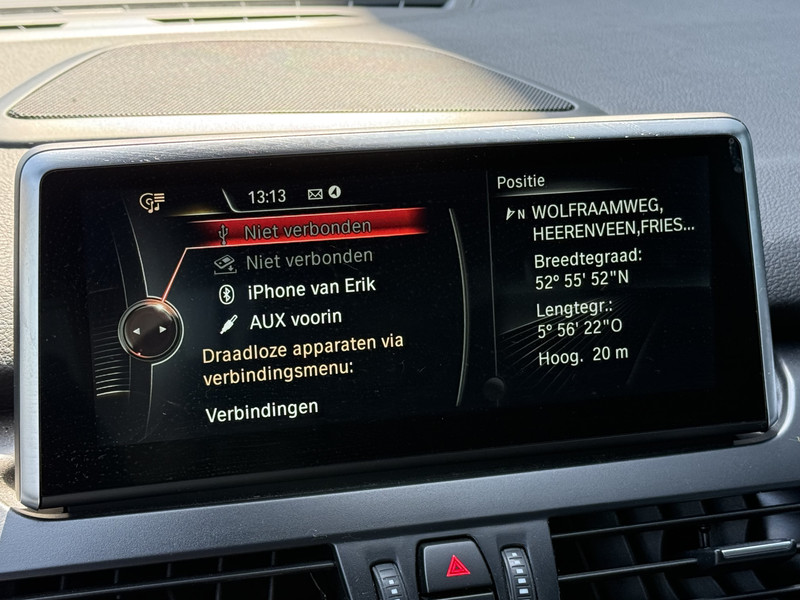 13:13
Niet verbonden
Niet verbonden
iPhone van Erik
AUX voorin
Draadloze apparaten via
verbindingsmenu:
Verbindingen
Positie
N WOLFRAAMWEG,
HEERENVEEN,FRIES...
Breedtegraad:
52° 55' 52"N
Lengtegr.:
5° 56' 22"O
Hoog. 20 m